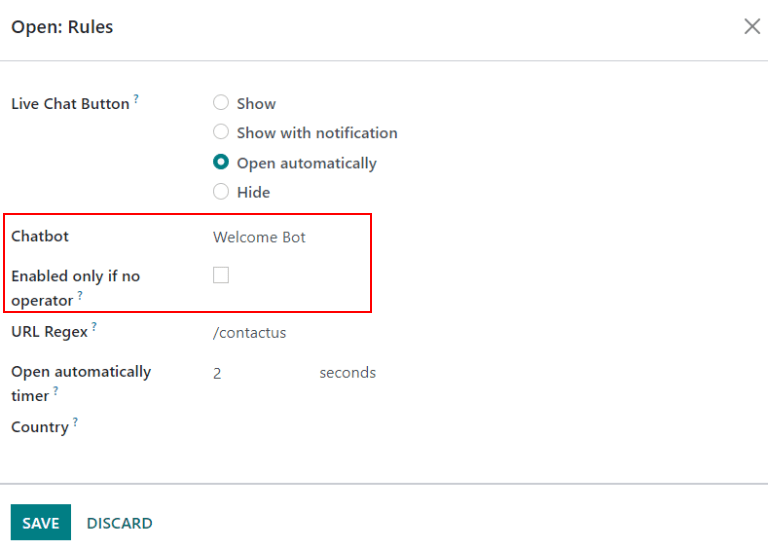 Open: Rules
Live Chat Button ?
Show
Show with notification
Open automatically
Hide
Chatbot
Welcome Bot
Enabled only if no
operator ?
URL Regex ?
/contactus
Open automatically
timer ?
2 seconds
Country ?
SAVE DISCARD